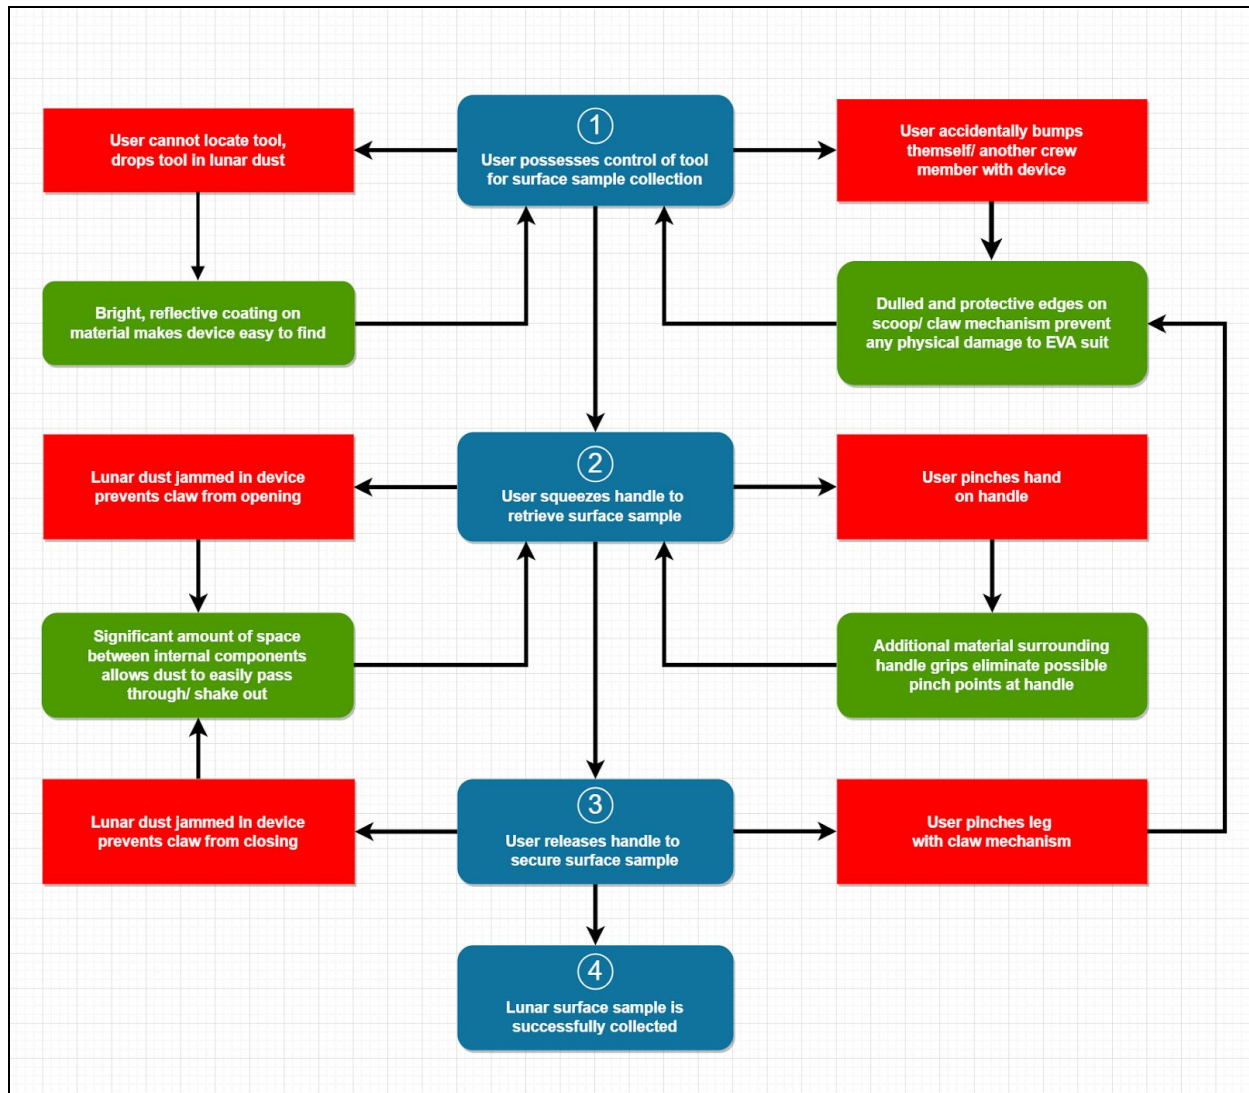 1
User possesses control of tool
for surface sample collection
User cannot locate tool,
drops tool in lunar dust
User accidentally bumps
themself/ another crew
member with device
Bright, reflective coating on
material makes device easy to find
Dulled and protective edges on
scoop/ claw mechanism prevent
any physical damage to EVA suit
2
User squeezes handle to
retrieve surface sample
Lunar dust jammed in device
prevents claw from opening
User pinches hand
on handle
Significant amount of space
between internal components
allows dust to easily pass
through/ shake out
Additional material surrounding
handle grips eliminate possible
pinch points at handle
3
User releases handle to
secure surface sample
Lunar dust jammed in device
prevents claw from closing
User pinches leg
with claw mechanism
4
Lunar surface sample is
successfully collected